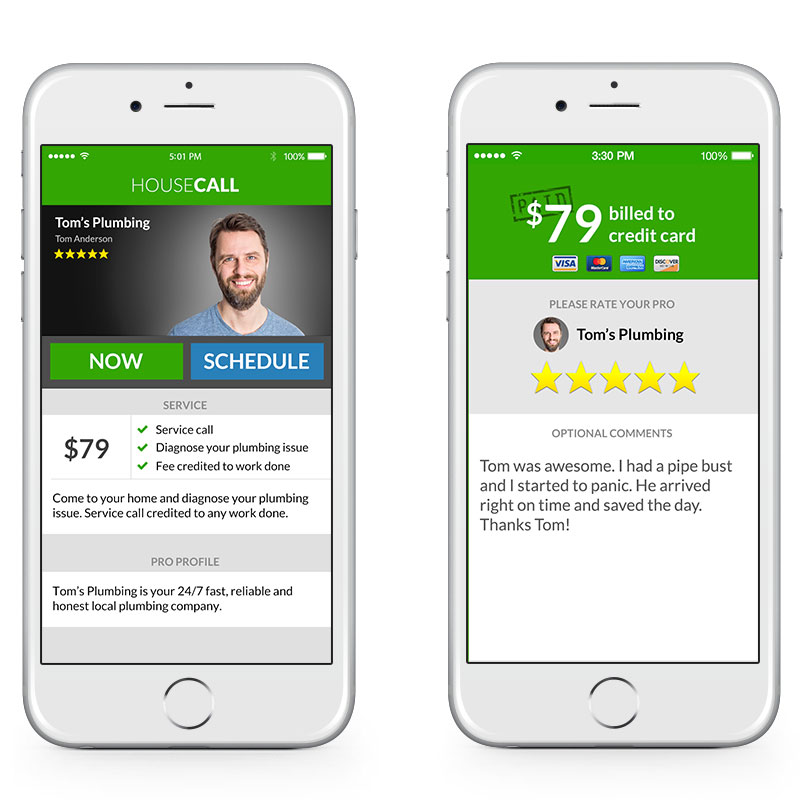 5:01 PM
100%
HOUSECALL
Tom's Plumbing
Tom Anderson
NOW
SCHEDULE
SERVICE
$79
Service call
Diagnose your plumbing issue
Fee credited to work done
Come to your home and diagnose your plumbing
issue. Service call credited to any work done.
PRO PROFILE
Tom's Plumbing is your 24/7 fast, reliable and
honest local plumbing company.
3:30 PM
100%
PAID
$79
billed to
credit card
VISA
MasterCard
AMERICAN
EXPRESS
DISCOVER
PLEASE RATE YOUR PRO
Tom's Plumbing
OPTIONAL COMMENTS
Tom was awesome. I had a pipe bust
and I started to panic. He arrived
right on time and saved the day.
Thanks Tom!